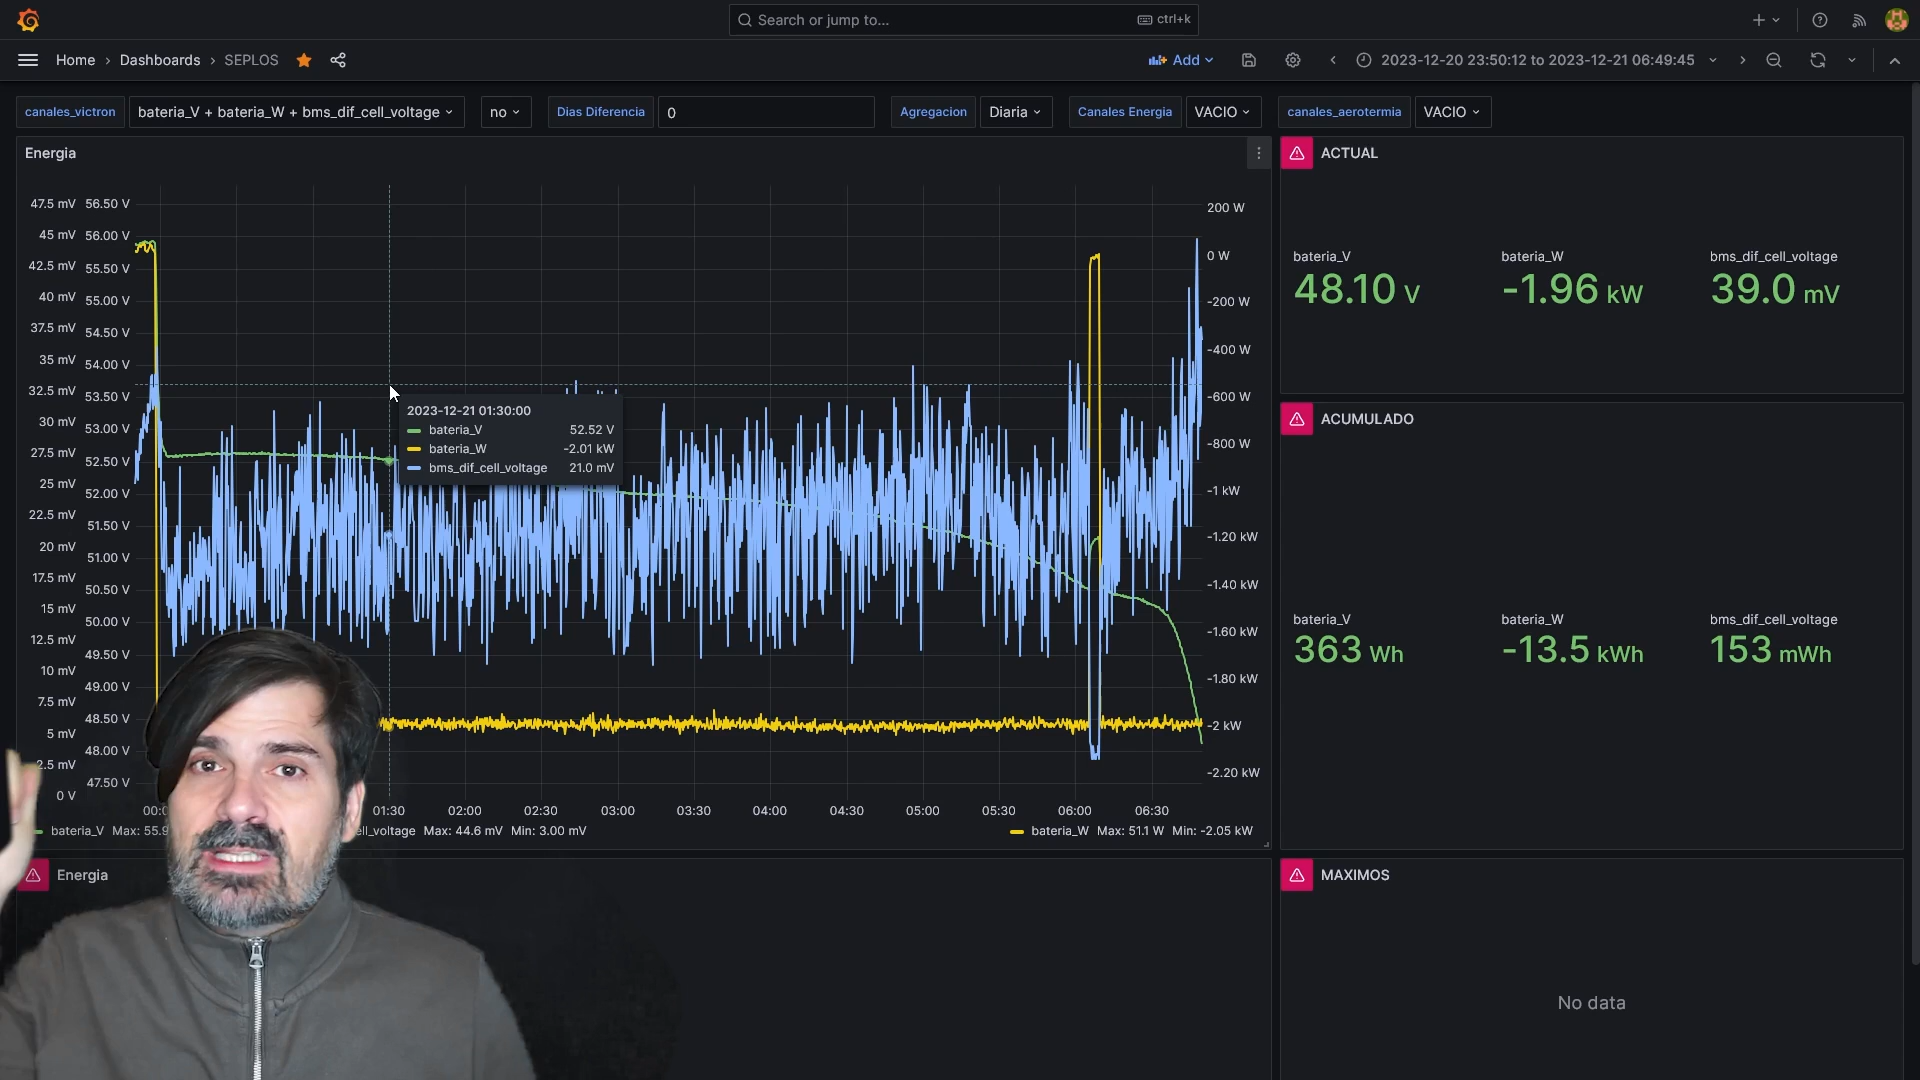 Search or jump to... ctrl+k
Home › Dashboards › SEPLOS Add 2023-12-20 23:50:12 to 2023-12-21 06:49:45
canales_victron bateria_V + bateria_W + bms_dif_cell_voltage no Dias Diferencia 0 Agregacion Diaria Canales Energia VACIO canales_aerotermia VACIO
Energia
47.5 mV 56.50 V 200 W
45 mV 56.00 V 0 W
42.5 mV 55.50 V -200 W
40 mV 55.00 V
37.5 mV 54.50 V -400 W
35 mV 54.00 V
32.5 mV 53.50 V -600 W
30 mV 53.00 V -800 W
27.5 mV 52.50 V
25 mV 52.00 V -1 kW
22.5 mV 51.50 V -1.20 kW
20 mV 51.00 V
17.5 mV 50.50 V -1.40 kW
15 mV 50.00 V -1.60 kW
12.5 mV 49.50 V
10 mV 49.00 V -1.80 kW
7.5 mV 48.50 V -2 kW
5 mV 48.00 V
2.5 mV 47.50 V -2.20 kW
0 V
2023-12-21 01:30:00
bateria_V 52.52 V
bateria_W -2.01 kW
bms_dif_cell_voltage 21.0 mV
01:30 02:00 02:30 03:00 03:30 04:00 04:30 05:00 05:30 06:00 06:30
bateria_V Max: 55.9 ell_voltage Max: 44.6 mV Min: 3.00 mV bateria_W Max: 51.1 W Min: -2.05 kW
Energia
ACTUAL
bateria_V bateria_W bms_dif_cell_voltage
48.10 V -1.96 kW 39.0 mV
ACUMULADO
bateria_V bateria_W bms_dif_cell_voltage
363 Wh -13.5 kWh 153 mWh
MAXIMOS
No data